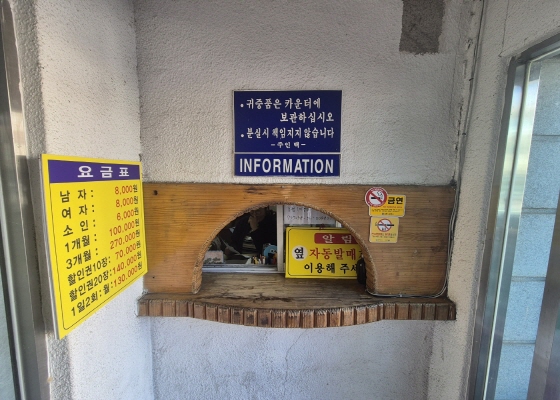 • 귀중품은 카운터에
보관하십시오
• 분실시 책임지지 않습니다
- 주인 백 -
INFORMATION
요금표
남 자 : 8,000원
여 자 : 8,000원
소 인 : 6,000원
1개월 : 100,000원
3개월 : 270,000원
할인권10장: 70,000원
할인권20장: 140,000원
1일2회: 월: 130,000원
금연
알 림
옆 자동발매
이용해 주세